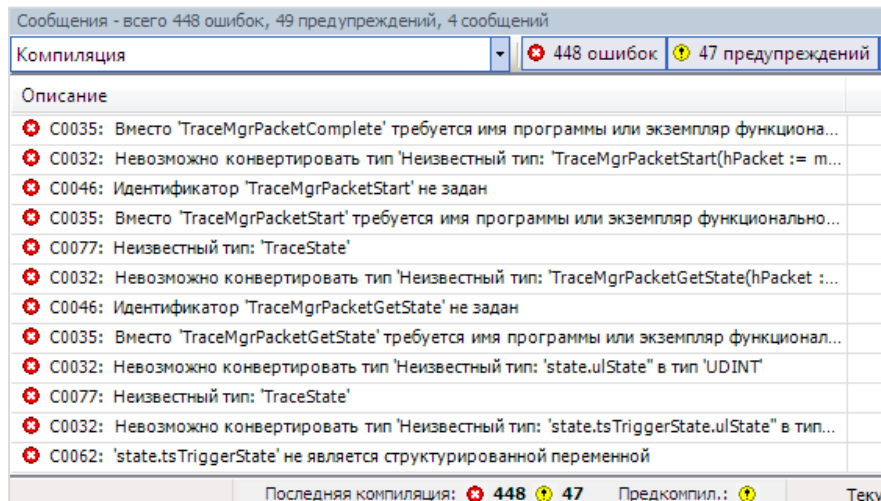 Сообщения - всего 448 ошибок, 49 предупреждений, 4 сообщений
Компиляция 448 ошибок 47 предупреждений
Описание
C0035: Вместо 'TraceMgrPacketComplete' требуется имя программы или экземпляр функциона...
C0032: Невозможно конвертировать тип 'Неизвестный тип: 'TraceMgrPacketStart(hPacket := m...
C0046: Идентификатор 'TraceMgrPacketStart' не задан
C0035: Вместо 'TraceMgrPacketStart' требуется имя программы или экземпляр функционально...
C0077: Неизвестный тип: 'TraceState'
C0032: Невозможно конвертировать тип 'Неизвестный тип: 'TraceMgrPacketGetState(hPacket :...
C0046: Идентификатор 'TraceMgrPacketGetState' не задан
C0035: Вместо 'TraceMgrPacketGetState' требуется имя программы или экземпляр функционал...
C0032: Невозможно конвертировать тип 'Неизвестный тип: 'state.ulState'' в тип 'UDINT'
C0077: Неизвестный тип: 'TraceState'
C0032: Невозможно конвертировать тип 'Неизвестный тип: 'state.tsTriggerState.ulState'' в тип...
C0062: 'state.tsTriggerState' не является структурированной переменной
Последняя компиляция: 448 47 Предкомпил.: Теку